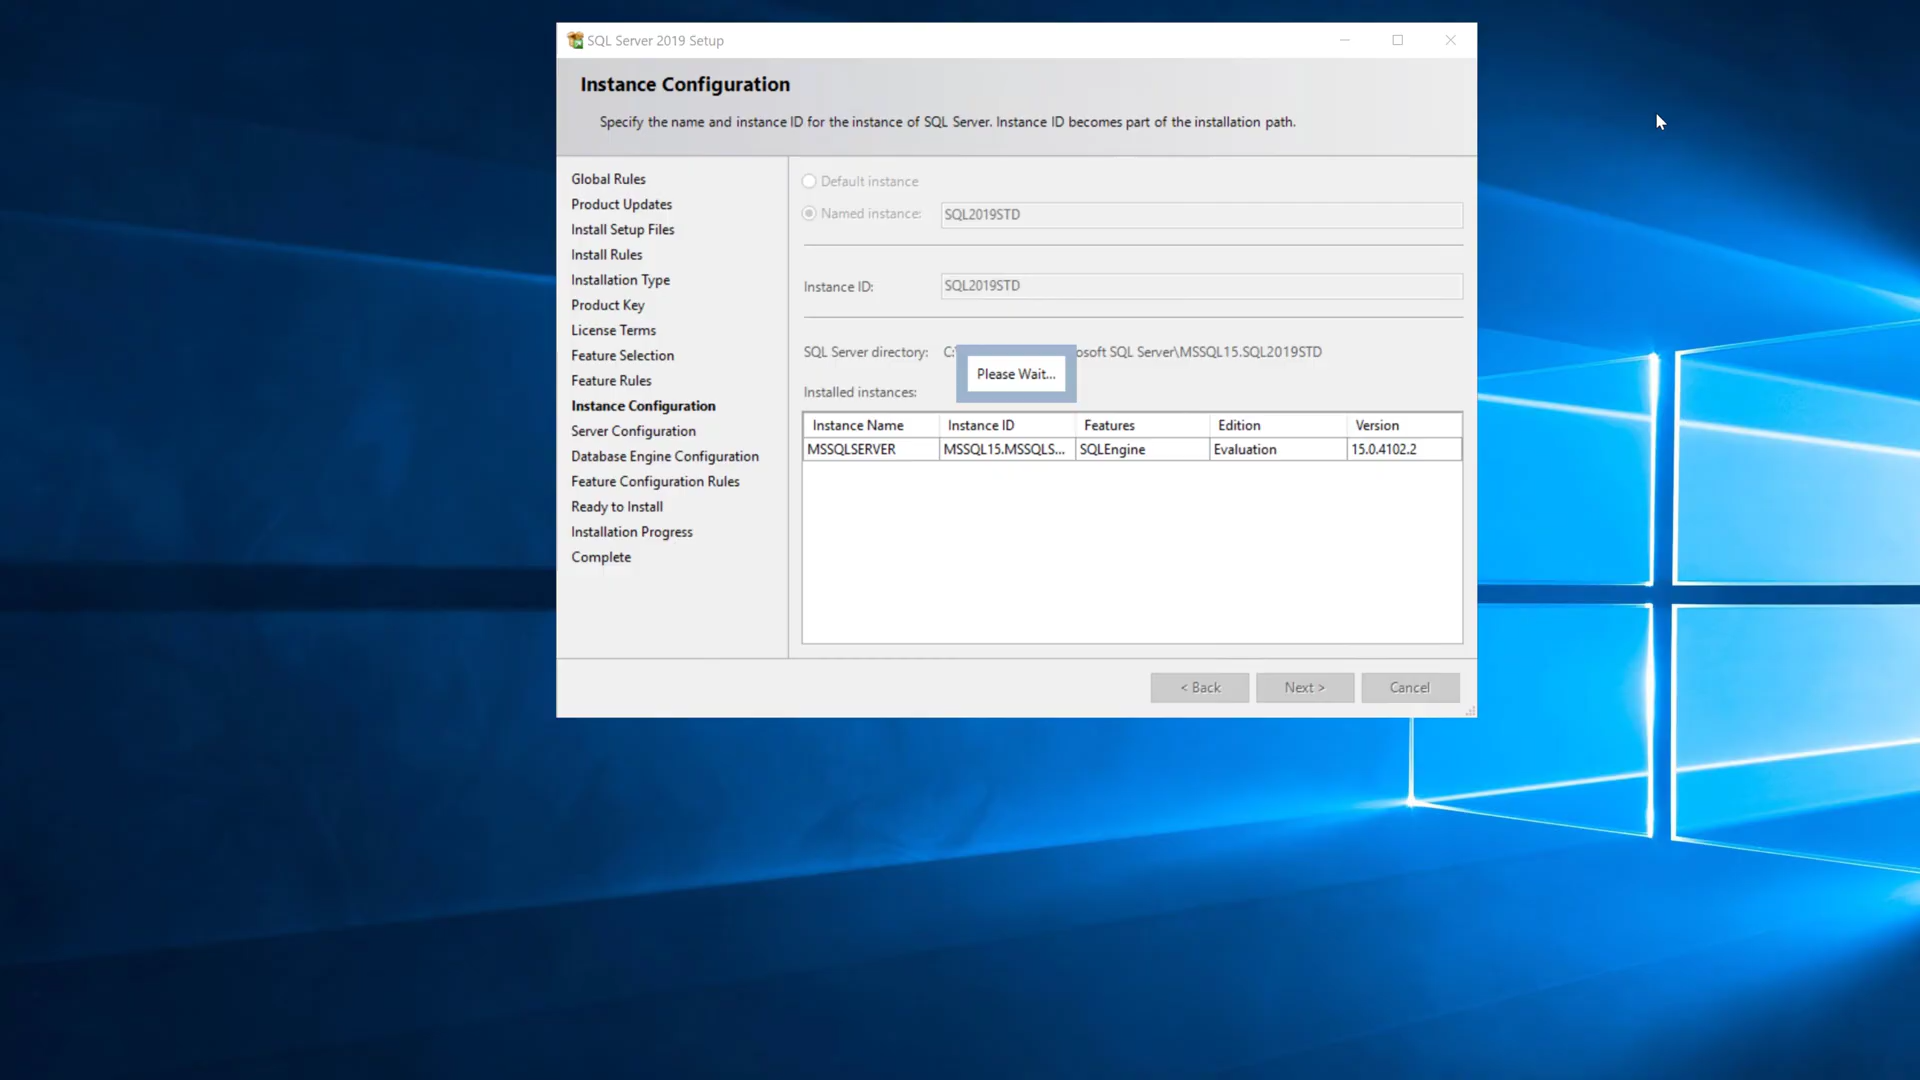 SQL Server 2019 Setup
Instance Configuration
Specify the name and instance ID for the instance of SQL Server. Instance ID becomes part of the installation path.
Global Rules
Product Updates
Install Setup Files
Install Rules
Installation Type
Product Key
License Terms
Feature Selection
Feature Rules
Instance Configuration
Server Configuration
Database Engine Configuration
Feature Configuration Rules
Ready to Install
Installation Progress
Complete
Default instance
Named instance: SQL2019STD
Instance ID: SQL2019STD
SQL Server directory: C:\ osoft SQL Server\MSSQL15.SQL2019STD
Please Wait...
Installed instances:
Instance Name Instance ID Features Edition Version
MSSQLSERVER MSSQL15.MSSQLS... SQLEngine Evaluation 15.0.4102.2
< Back Next > Cancel